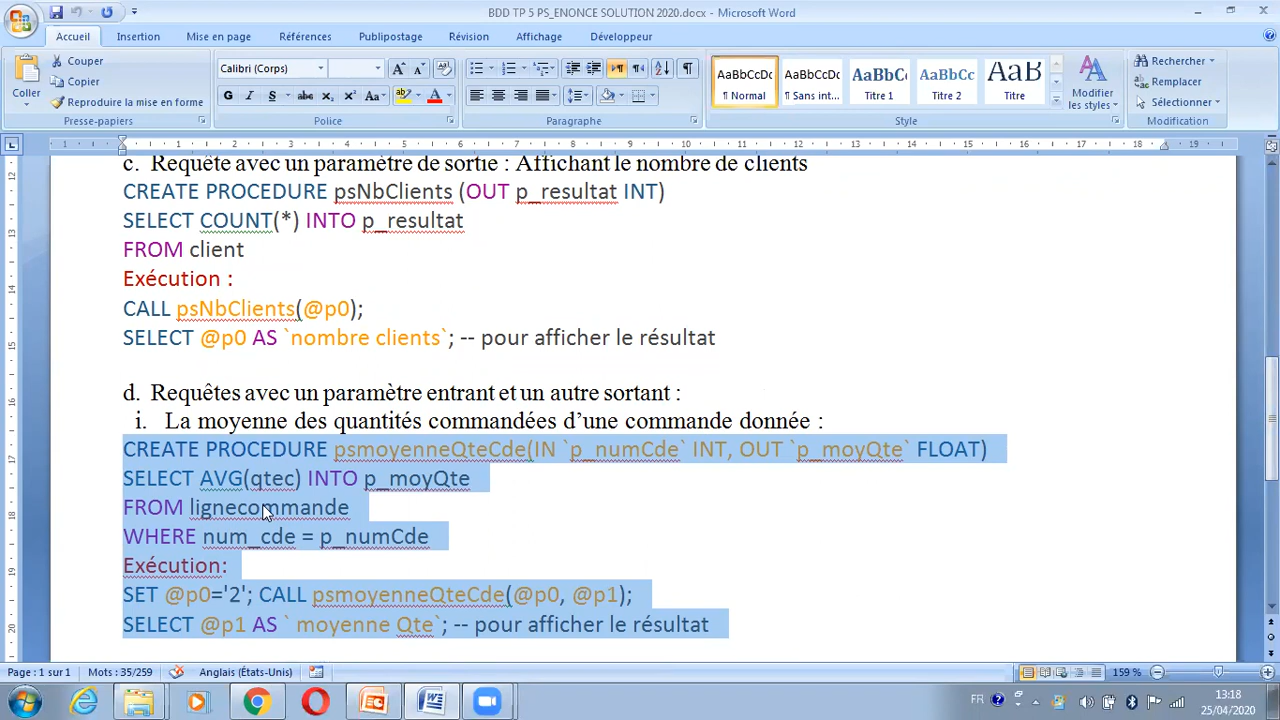 BDD TP 5 PS_ENONCE SOLUTION 2020.docx - Microsoft Word
Accueil Insertion Mise en page Références Publipostage Révision Affichage Développeur
Coller
Couper
Copier
Reproduire la mise en forme
Presse-papiers
Calibri (Corps)
G I S abc x₂ x² Aa
Police
Paragraphe
AaBbCcDc AaBbCcDc AaBbCc AaBbCc AaB
¶ Normal ¶ Sans int... Titre 1 Titre 2 Titre
Modifier les styles
Style
Rechercher
Remplacer
Sélectionner
Modification
c. Requête avec un paramètre de sortie : Affichant le nombre de clients
CREATE PROCEDURE psNbClients (OUT p_resultat INT)
SELECT COUNT(*) INTO p_resultat
FROM client
Exécution :
CALL psNbClients(@p0);
SELECT @p0 AS `nombre clients`; -- pour afficher le résultat
d. Requêtes avec un paramètre entrant et un autre sortant :
i. La moyenne des quantités commandées d’une commande donnée :
CREATE PROCEDURE psmoyenneQteCde(IN `p_numCde` INT, OUT `p_moyQte` FLOAT)
SELECT AVG(qtec) INTO p_moyQte
FROM lignecommande
WHERE num_cde = p_numCde
Exécution:
SET @p0='2'; CALL psmoyenneQteCde(@p0, @p1);
SELECT @p1 AS ` moyenne Qte`; -- pour afficher le résultat
Page : 1 sur 1 Mots : 35/259 Anglais (États-Unis) 159 %
FR 13:18
25/04/2020